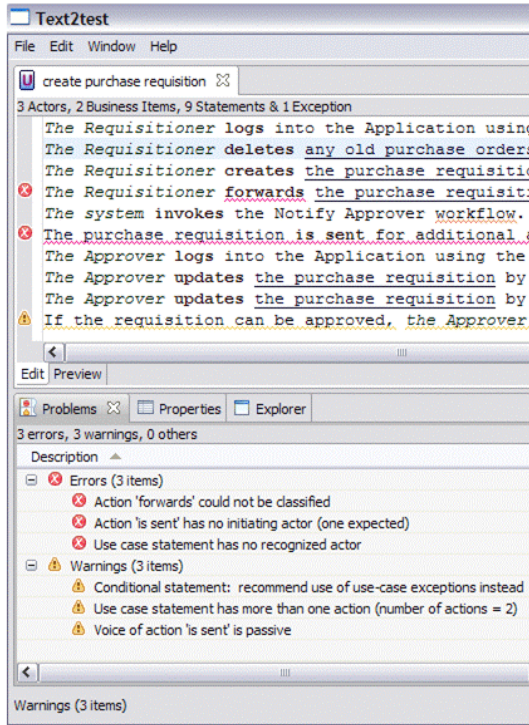 Text2test
File Edit Window Help
create purchase requisition
3 Actors, 2 Business Items, 9 Statements & 1 Exception
The Requisitioner logs into the Application using
The Requisitioner deletes any old purchase orders
The Requisitioner creates the purchase requisitio
The Requisitioner forwards the purchase requisiti
The system invokes the Notify Approver workflow.
The purchase requisition is sent for additional a
The Approver logs into the Application using the
The Approver updates the purchase requisition by
The Approver updates the purchase requisition by
If the requisition can be approved, the Approver
Edit Preview
Problems Properties Explorer
3 errors, 3 warnings, 0 others
Description
Errors (3 items)
Action 'forwards' could not be classified
Action 'is sent' has no initiating actor (one expected)
Use case statement has no recognized actor
Warnings (3 items)
Conditional statement: recommend use of use-case exceptions instead
Use case statement has more than one action (number of actions = 2)
Voice of action 'is sent' is passive
Warnings (3 items)